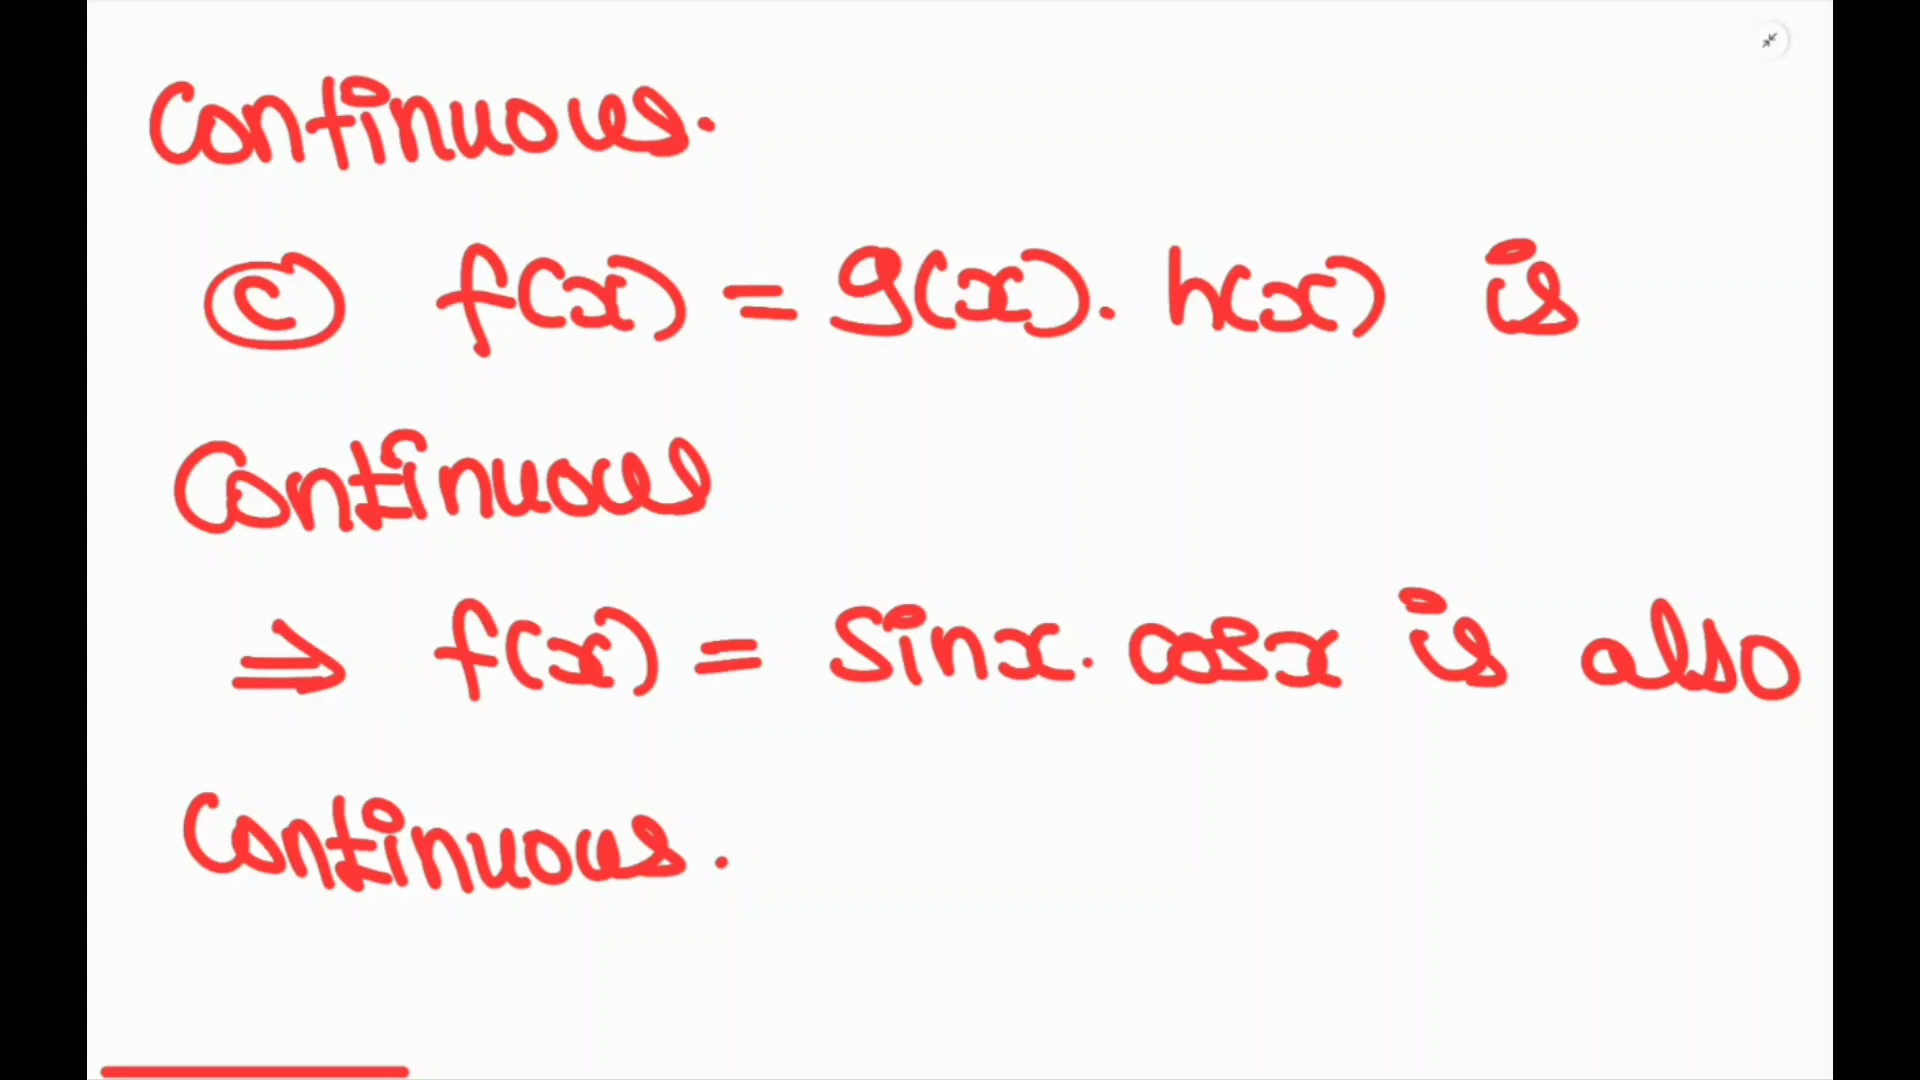 Continuous.
ⓒ f(x) = g(x). h(x) is
Continuous
⇒ f(x) = Sinx. cosx is also
Continuous.